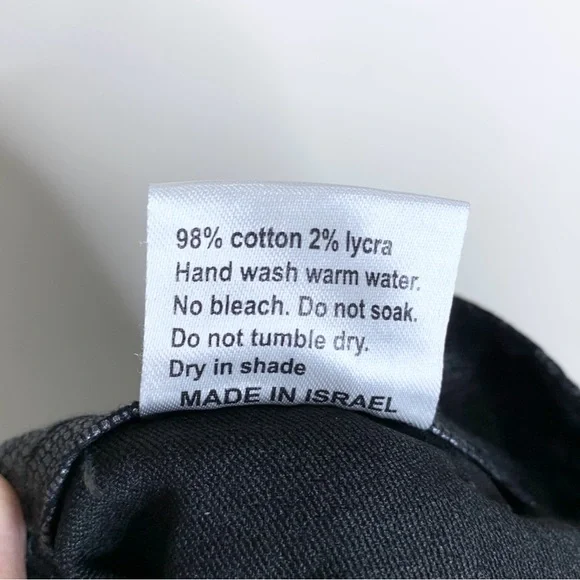 98% cotton 2% lycra
Hand wash warm water.
No bleach. Do not soak.
Do not tumble dry.
Dry in shade
MADE IN ISRAEL